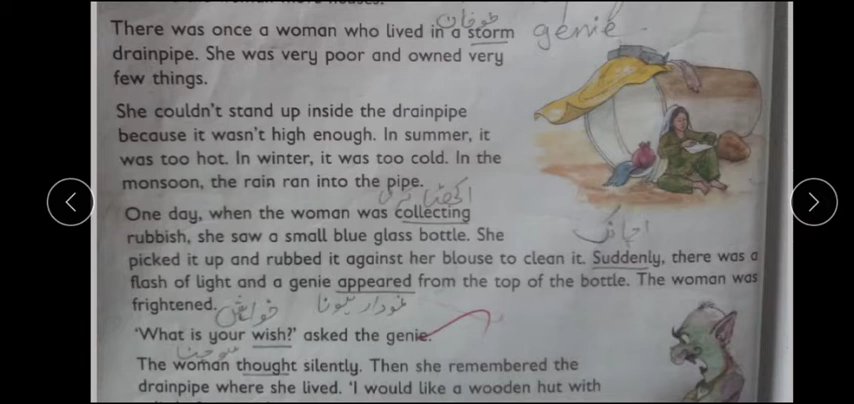 طوفان
There was once a woman who lived in a storm
génie
drainpipe. She was very poor and owned very
few things.
She couldn't stand up inside the drainpipe
because it wasn't high enough. In summer, it
was too hot. In winter, it was too cold. In the
monsoon, the rain ran into the pipe.
One day, when the woman was collecting
rubbish, she saw a small blue glass bottle. She
اچانک
picked it up and rubbed it against her blouse to clean it. Suddenly, there was a
flash of light and a genie appeared from the top of the bottle. The woman was
frightened.
خواہش
نمودار ہونا
'What is your wish?' asked the genie.
سوچنا
The woman thought silently. Then she remembered the
drainpipe where she lived. 'I would like a wooden hut with